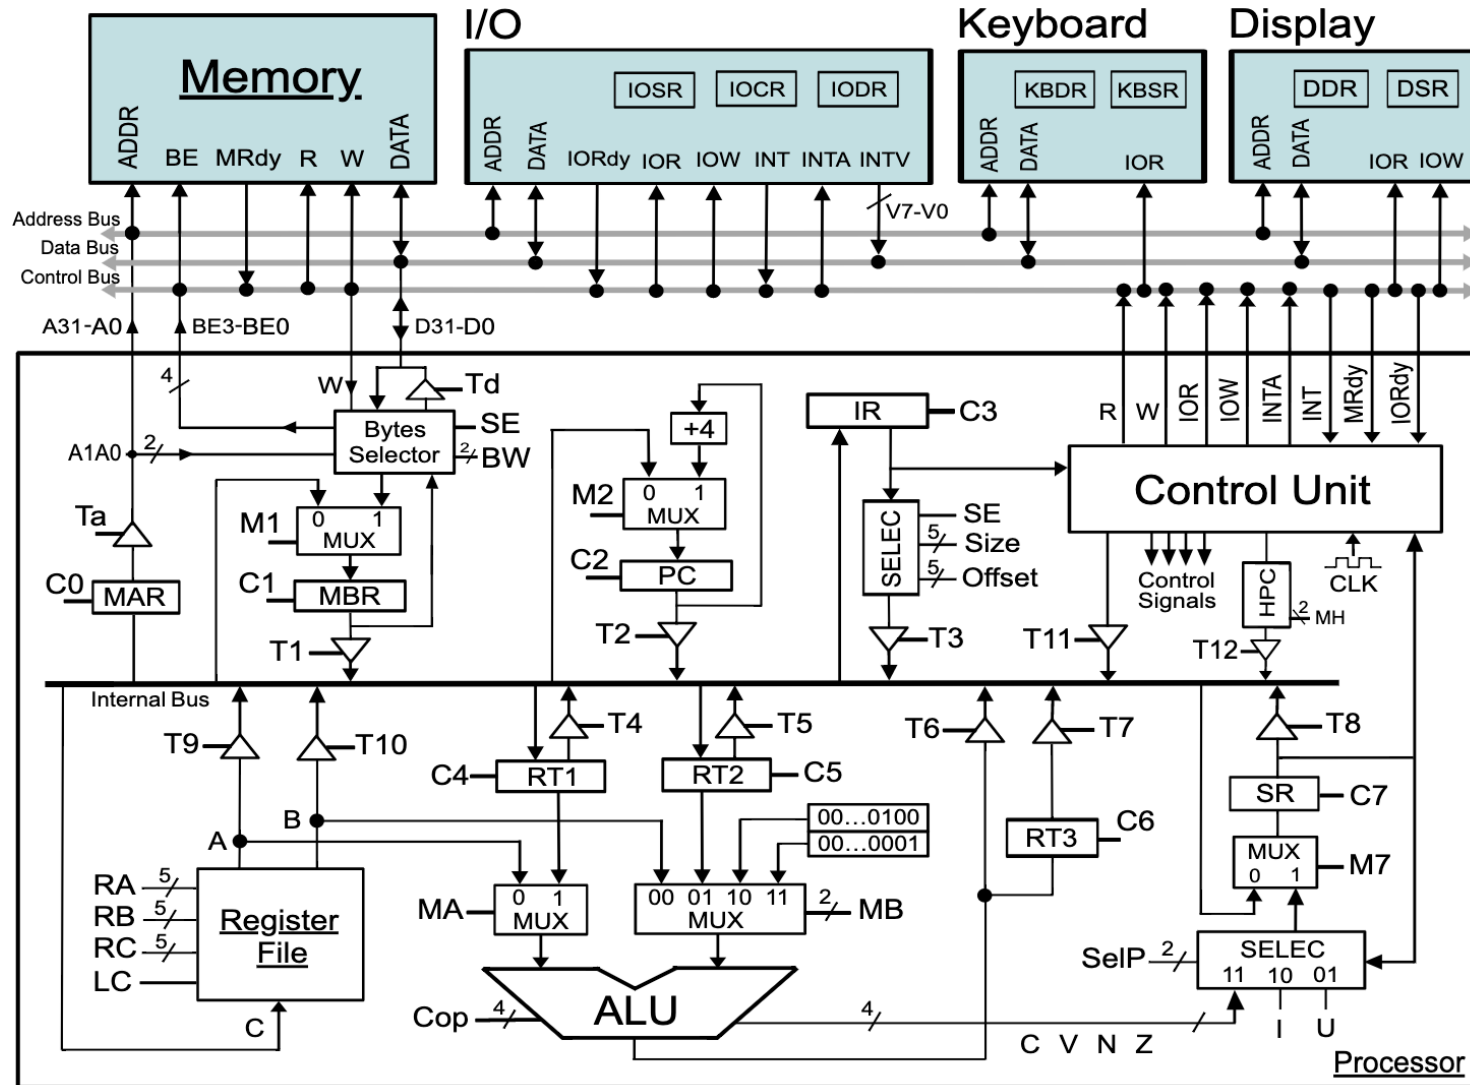 I/O Keyboard Display
Memory
IOSR IOCR IODR KBDR KBSR DDR DSR
ADDR BE MRdy R W DATA
ADDR DATA IORdy IOR IOW INT INTA INTV
ADDR DATA IOR
ADDR DATA IOR IOW
V7-V0
Address Bus
Data Bus
Control Bus
A31-A0 BE3-BE0 D31-D0
4 W Td
Bytes
Selector
SE
2 BW
A1A0 2
Ta
M1 0 1
MUX
C0 MAR
C1 MBR
T1
+4
M2 0 1
MUX
C2 PC
T2
IR C3
SELEC
SE
5 Size
5 Offset
T3
R W IOR IOW INTA INT MRdy IORdy
Control Unit
Control
Signals
HPC
2 MH
CLK
T11 T12
Internal Bus
T9 T10 T4 T5 T6 T7 T8
C4 RT1 RT2 C5
RT3 C6
SR C7
A B
00...0100
00...0001
MUX
0 1
M7
RA 5
RB 5
RC 5
LC
Register
File
C
MA 0 1
MUX
00 01 10 11
MUX
2 MB
SelP 2
SELEC
11 10 01
I U
Cop 4
ALU
4
C V N Z
Processor